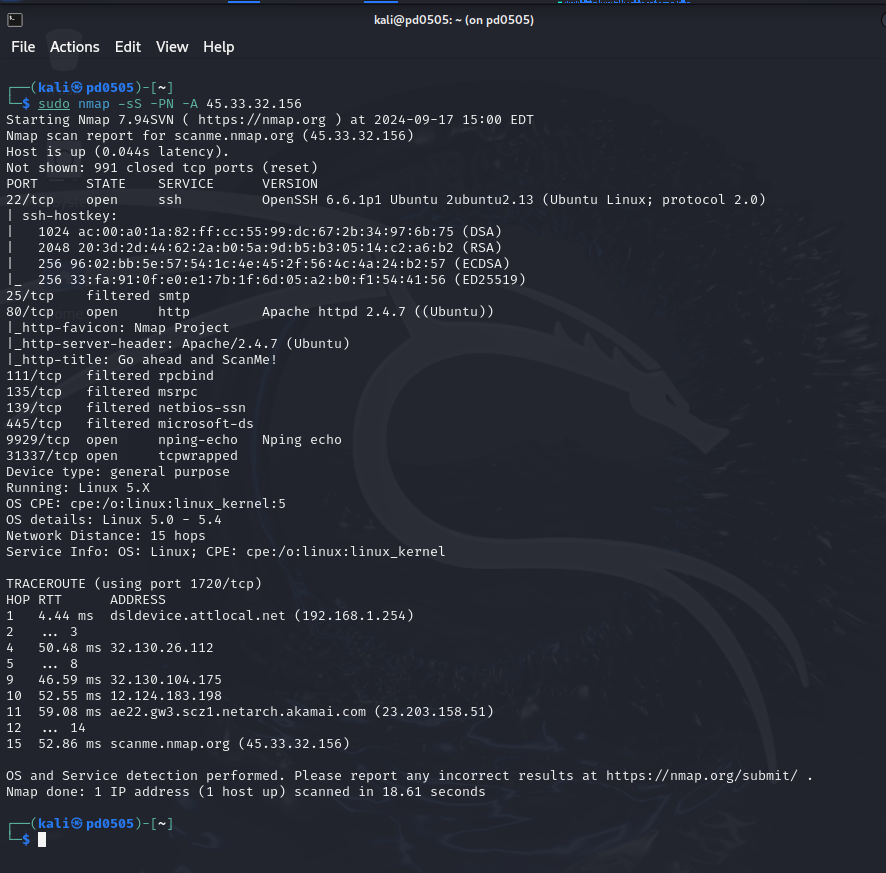 kali@pd0505: ~ (on pd0505)
File Actions Edit View Help
┌──(kali㉿pd0505)-[~]
└─$ sudo nmap -sS -PN -A 45.33.32.156
Starting Nmap 7.94SVN ( https://nmap.org ) at 2024-09-17 15:00 EDT
Nmap scan report for scanme.nmap.org (45.33.32.156)
Host is up (0.044s latency).
Not shown: 991 closed tcp ports (reset)
PORT      STATE    SERVICE      VERSION
22/tcp    open     ssh          OpenSSH 6.6.1p1 Ubuntu 2ubuntu2.13 (Ubuntu Linux; protocol 2.0)
| ssh-hostkey:
|   1024 ac:00:a0:1a:82:ff:cc:55:99:dc:67:2b:34:97:6b:75 (DSA)
|   2048 20:3d:2d:44:62:2a:b0:5a:9d:b5:b3:05:14:c2:a6:b2 (RSA)
|   256 96:02:bb:5e:57:54:1c:4e:45:2f:56:4c:4a:24:b2:57 (ECDSA)
|_  256 33:fa:91:0f:e0:e1:7b:1f:6d:05:a2:b0:f1:54:41:56 (ED25519)
25/tcp    filtered smtp
80/tcp    open     http         Apache httpd 2.4.7 ((Ubuntu))
|_http-favicon: Nmap Project
|_http-server-header: Apache/2.4.7 (Ubuntu)
|_http-title: Go ahead and ScanMe!
111/tcp   filtered rpcbind
135/tcp   filtered msrpc
139/tcp   filtered netbios-ssn
445/tcp   filtered microsoft-ds
9929/tcp  open     nping-echo   Nping echo
31337/tcp open     tcpwrapped
Device type: general purpose
Running: Linux 5.X
OS CPE: cpe:/o:linux:linux_kernel:5
OS details: Linux 5.0 - 5.4
Network Distance: 15 hops
Service Info: OS: Linux; CPE: cpe:/o:linux:linux_kernel
TRACEROUTE (using port 1720/tcp)
HOP RTT      ADDRESS
1   4.44 ms  dsldevice.attlocal.net (192.168.1.254)
2   ... 3
4   50.48 ms 32.130.26.112
5   ... 8
9   46.59 ms 32.130.104.175
10  52.55 ms 12.124.183.198
11  59.08 ms ae22.gw3.scz1.netarch.akamai.com (23.203.158.51)
12  ... 14
15  52.86 ms scanme.nmap.org (45.33.32.156)
OS and Service detection performed. Please report any incorrect results at https://nmap.org/submit/ .
Nmap done: 1 IP address (1 host up) scanned in 18.61 seconds
┌──(kali㉿pd0505)-[~]
└─$